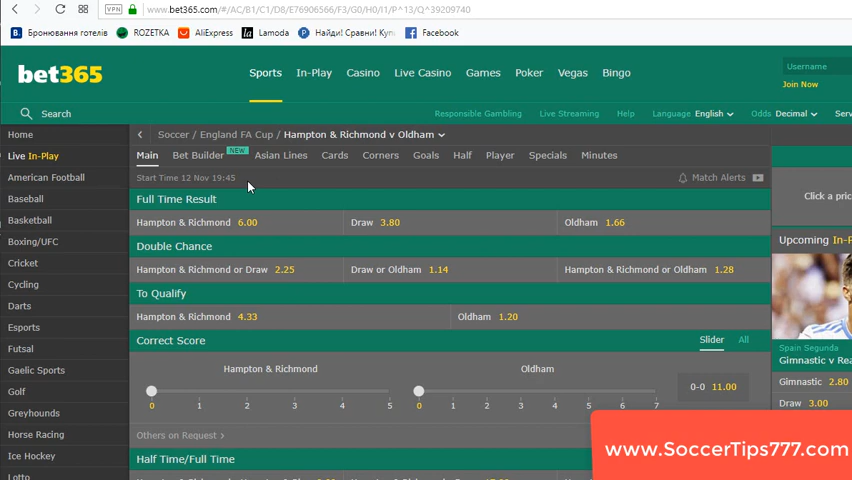 VPN www.bet365.com/#/AC/B1/C1/D8/E76906566/F3/G0/H0/I1/P^13/Q^39209740
B. Бронювання готелів ROZETKA AliExpress la Lamoda P Найди! Сравни! Facebook
bet365 Sports In-Play Casino Live Casino Games Poker Vegas Bingo Username
Join Now
Search Responsible Gambling Live Streaming Help Language English Odds Decimal
Home Soccer / England FA Cup / Hampton & Richmond v Oldham
Live In-Play Main Bet Builder NEW Asian Lines Cards Corners Goals Half Player Specials Minutes
American Football Start Time 12 Nov 19:45 Match Alerts
Baseball Full Time Result Click a pric
Basketball Hampton & Richmond 6.00 Draw 3.80 Oldham 1.66
Boxing/UFC Double Chance Upcoming In-P
Cricket Hampton & Richmond or Draw 2.25 Draw or Oldham 1.14 Hampton & Richmond or Oldham 1.28
Cycling To Qualify
Darts Hampton & Richmond 4.33 Oldham 1.20
Esports Correct Score Slider All
Futsal Spain Segunda
Gimnastic v Rea
Gaelic Sports Hampton & Richmond Oldham
Golf 0-0 11.00 Gimnastic 2.80
Greyhounds 0 1 2 3 4 5 0 1 2 3 4 5 6 7 Draw 3.00
Horse Racing Others on Request
Ice Hockey Half Time/Full Time
Lotto
www.SoccerTips777.com